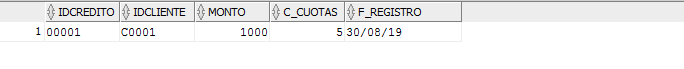 IDCREDITO IDCLIENTE MONTO C_CUOTAS F_REGISTRO
1 00001 C0001 1000 5 30/08/19